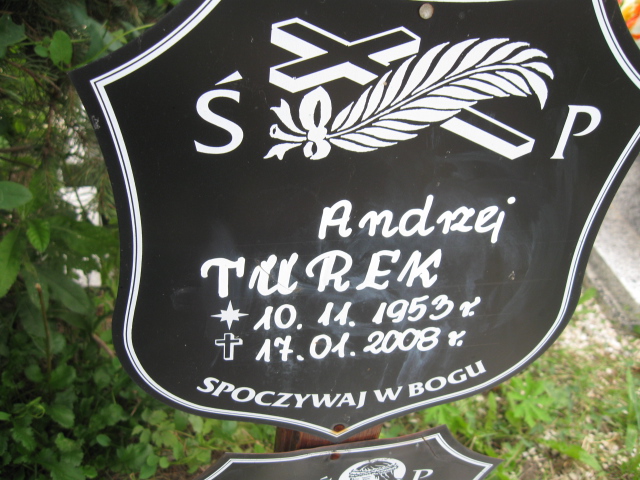 Ś P
Andrzej
TUREK
10. 11. 1953 r.
17. 01. 2008 r.
SPOCZYWAJ W BOGU
P